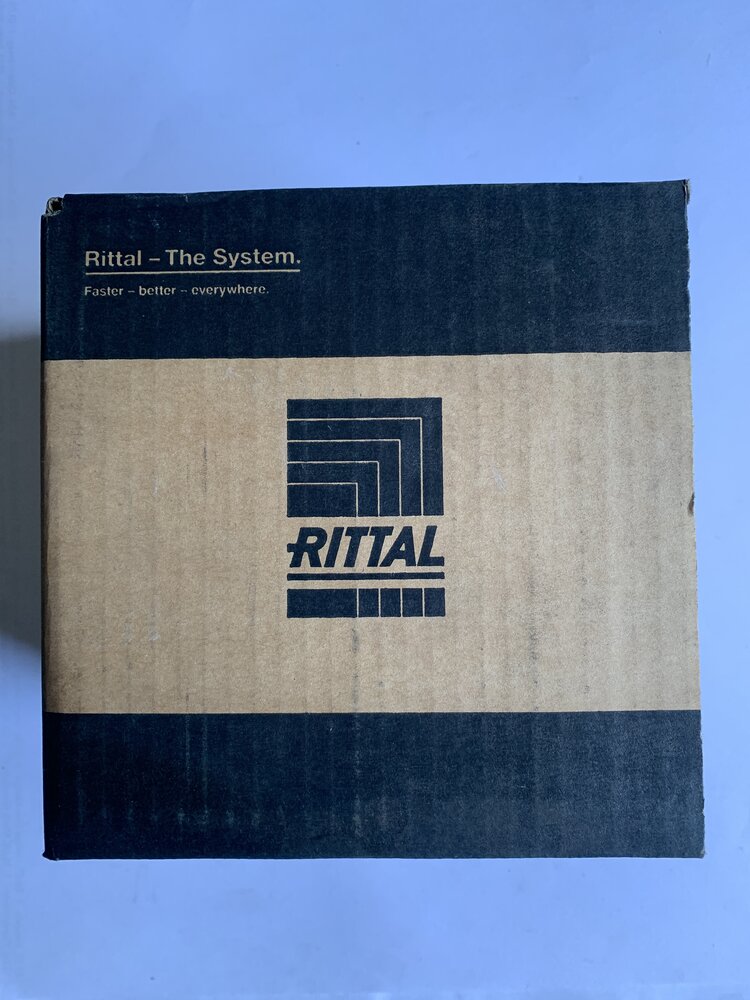 Rittal – The System.
Faster – better – everywhere.
RITTAL